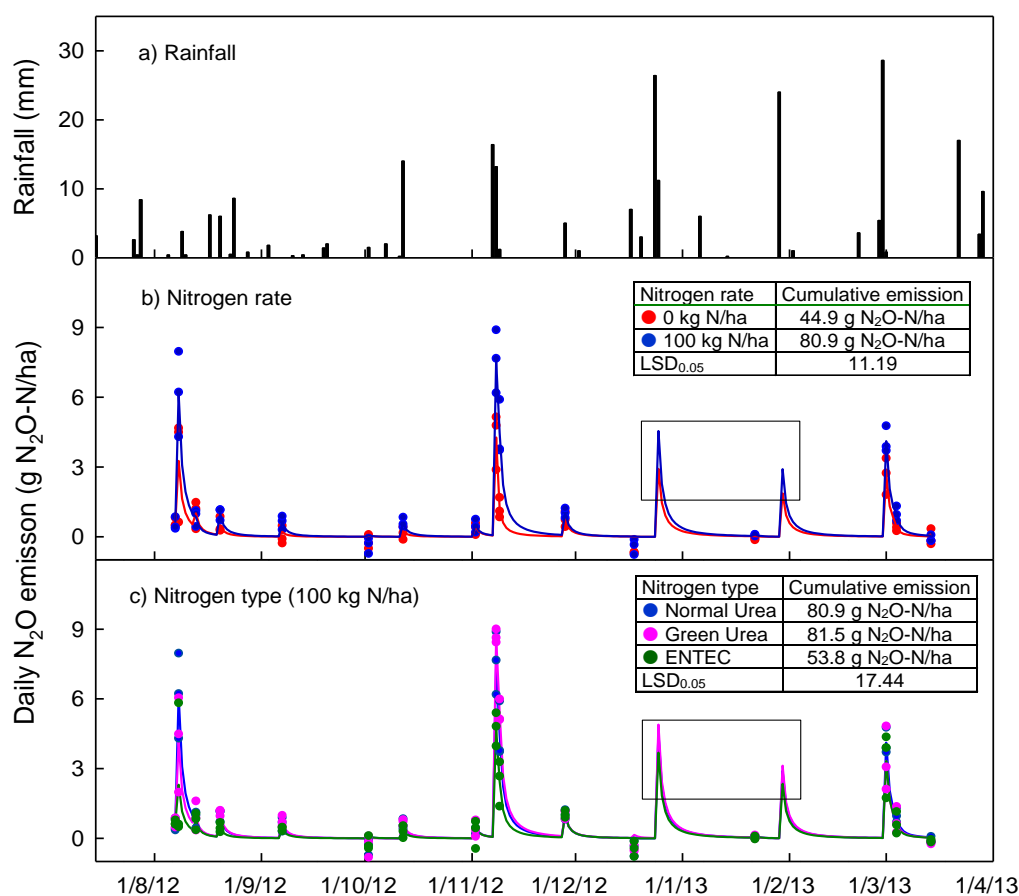 a) Rainfall
Rainfall (mm)
30
20
10
0
b) Nitrogen rate
Nitrogen rate Cumulative emission
0 kg N/ha 44.9 g N₂O-N/ha
100 kg N/ha 80.9 g N₂O-N/ha
LSD₀.₀₅ 11.19
9
6
3
0
Daily N₂O emisson (g N₂O-N/ha)
c) Nitrogen type (100 kg N/ha)
Nitrogen type Cumulative emission
Normal Urea 80.9 g N₂O-N/ha
Green Urea 81.5 g N₂O-N/ha
ENTEC 53.8 g N₂O-N/ha
LSD₀.₀₅ 17.44
9
6
3
0
1/8/12 1/9/12 1/10/12 1/11/12 1/12/12 1/1/13 1/2/13 1/3/13 1/4/13